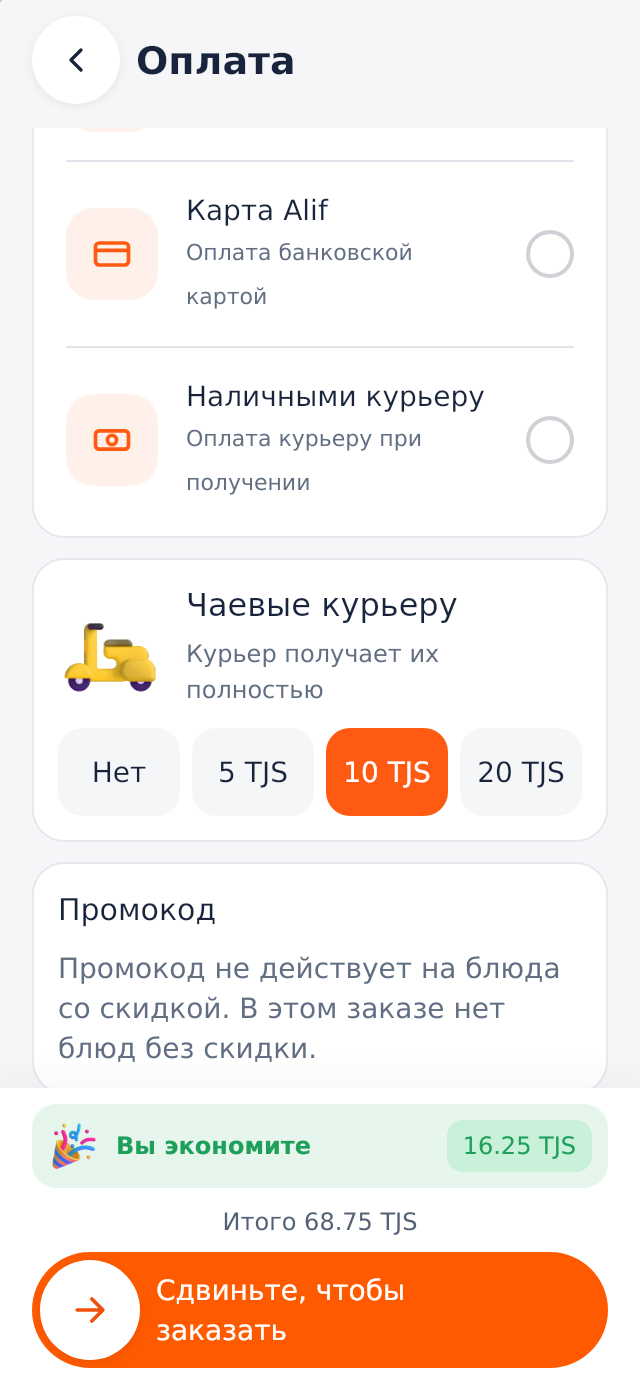 Оплата
Карта Alif
Оплата банковской
картой
Наличными курьеру
Оплата курьеру при
получении
Чаевые курьеру
Курьер получает их
полностью
Нет
5 TJS
10 TJS
20 TJS
Промокод
Промокод не действует на блюда
со скидкой. В этом заказе нет
блюд без скидки.
Вы экономите
16.25 TJS
Итого 68.75 TJS
Сдвиньте, чтобы
заказать